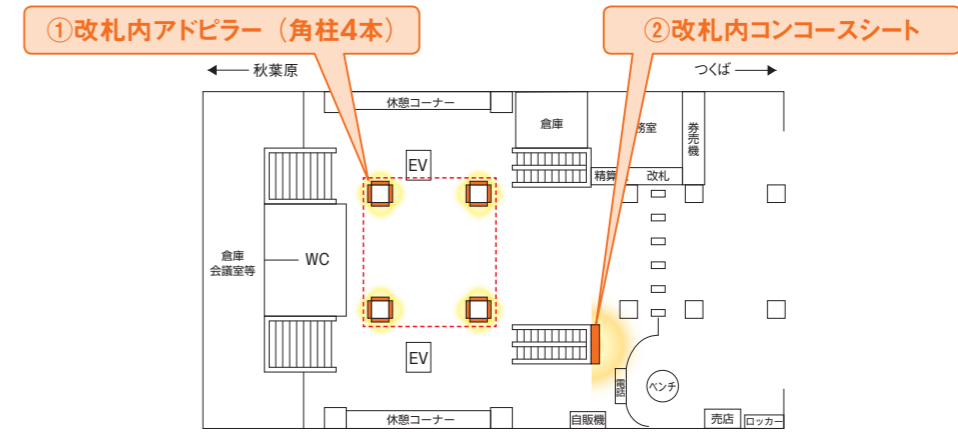 ①改札内アドピラー（角柱4本）
②改札内コンコースシート
秋葉原
つくば
休憩コーナー
倉庫
務室
券売機
EV
精算
改札
倉庫
会議室等
WC
EV
電話
ベンチ
休憩コーナー
自販機
売店
ロッカー